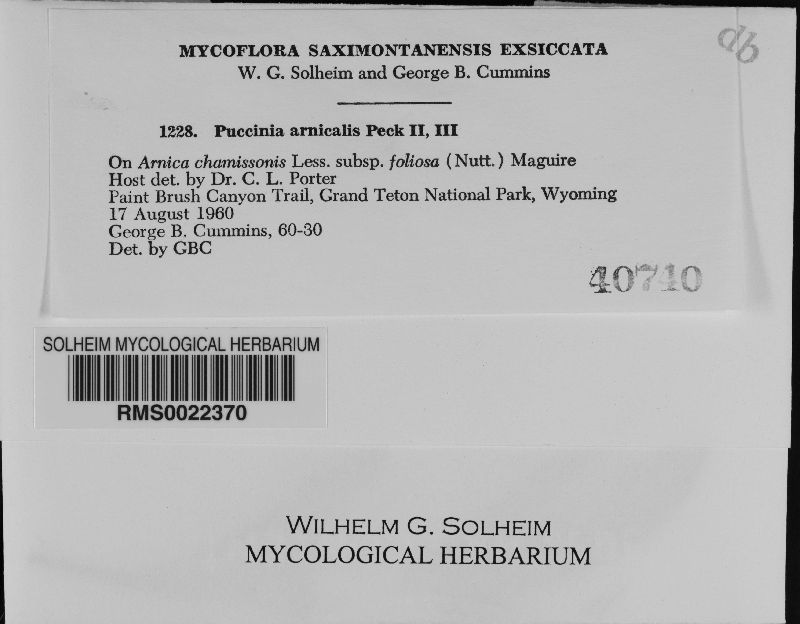 db
MYCOFLORA SAXIMONTANENSIS EXSICCATA
W. G. Solheim and George B. Cummins
1228. Puccinia arnicalis Peck II, III
On Arnica chamissonis Less. subsp. foliosa (Nutt.) Maguire
Host det. by Dr. C. L. Porter
Paint Brush Canyon Trail, Grand Teton National Park, Wyoming
17 August 1960
George B. Cummins, 60-30
Det. by GBC
40740
SOLHEIM MYCOLOGICAL HERBARIUM
RMS0022370
WILHELM G. SOLHEIM
MYCOLOGICAL HERBARIUM